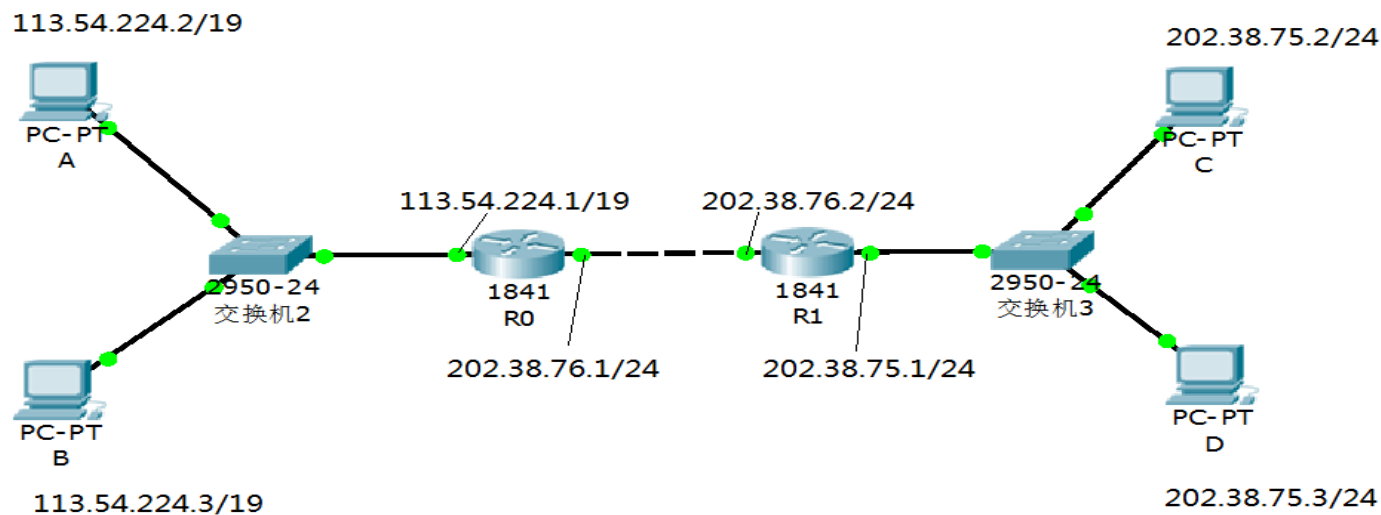 113.54.224.2/19
202.38.75.2/24
PC-PT
A
PC-PT
C
113.54.224.1/19
202.38.76.2/24
2950-24
交换机2
1841
R0
1841
R1
2950-24
交换机3
202.38.76.1/24
202.38.75.1/24
PC-PT
B
PC-PT
D
113.54.224.3/19
202.38.75.3/24